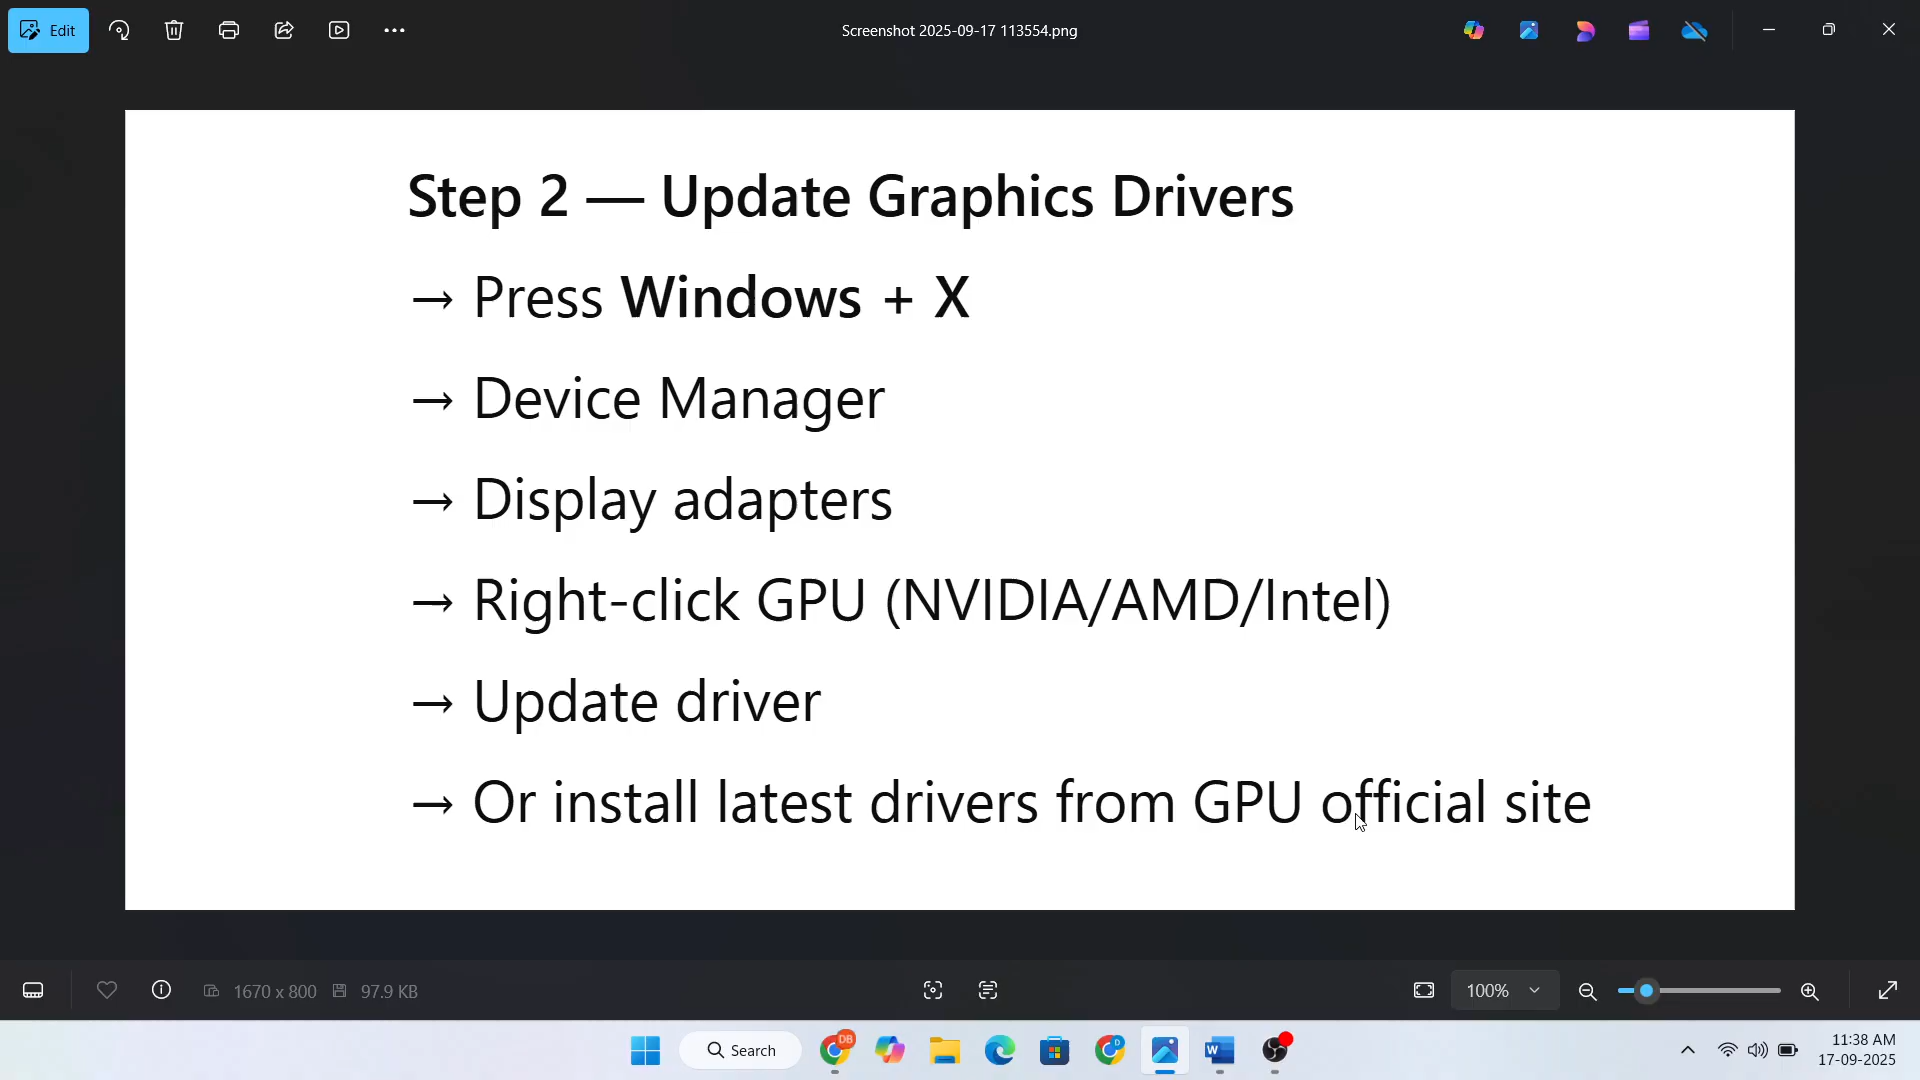 Edit
Screenshot 2025-09-17 113554.png
Step 2 — Update Graphics Drivers
→ Press Windows + X
→ Device Manager
→ Display adapters
→ Right-click GPU (NVIDIA/AMD/Intel)
→ Update driver
→ Or install latest drivers from GPU official site
1670 x 800
97.9 KB
100%
Search
DB
D
W
11:38 AM
17-09-2025